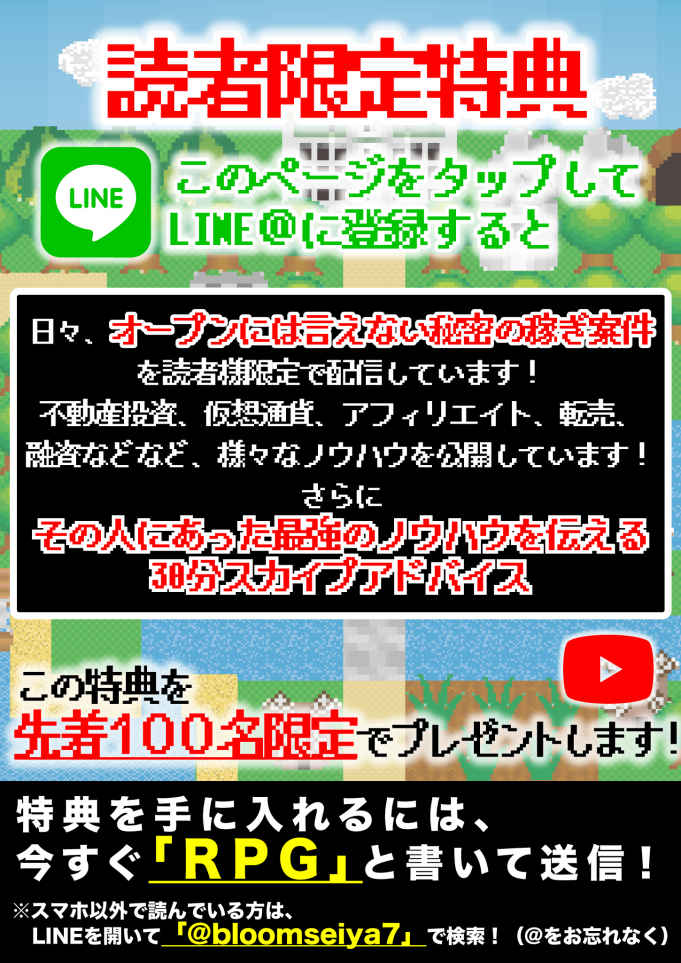 読者限定特典
LINE
このページをタップして
LINE@に登録すると
日々、オープンには言えない秘密の稼ぎ案件
を読者様限定で配信しています！
不動産投資、仮想通貨、アフィリエイト、転売、
融資などなど、様々なノウハウを公開しています！
さらに
その人にあった最強のノウハウを伝える
30分スカイプアドバイス
この特典を
先着１００名限定でプレゼントします！
特典を手に入れるには、
今すぐ「ＲＰＧ」と書いて送信！
※スマホ以外で読んでいる方は、
LINEを開いて「@bloomseiya7」で検索！（@をお忘れなく）